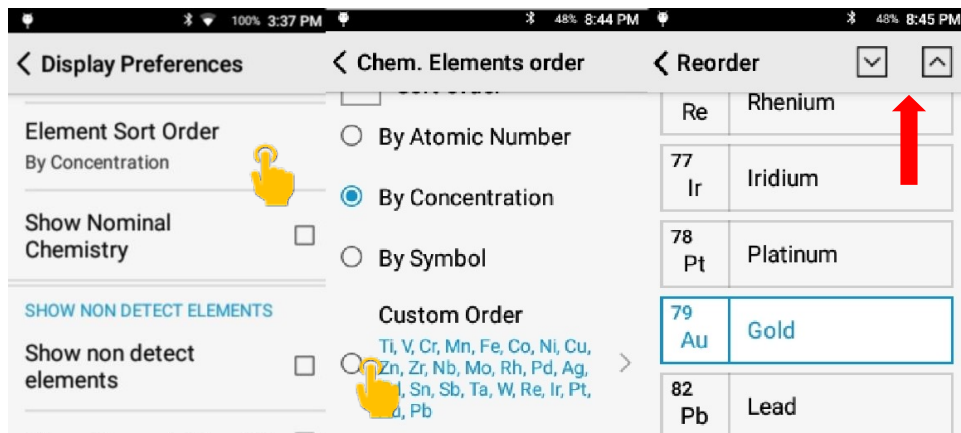 100% 3:37 PM
Display Preferences
Element Sort Order
By Concentration
Show Nominal
Chemistry
SHOW NON DETECT ELEMENTS
Show non detect
elements
48% 8:44 PM
Chem. Elements order
By Atomic Number
By Concentration
By Symbol
Custom Order
Ti, V, Cr, Mn, Fe, Co, Ni, Cu,
Zn, Zr, Nb, Mo, Rh, Pd, Ag,
Sn, Sb, Ta, W, Re, Ir, Pt,
Pb
48% 8:45 PM
Reorder
Re Rhenium
77
Ir Iridium
78
Pt Platinum
79
Au Gold
82
Pb Lead